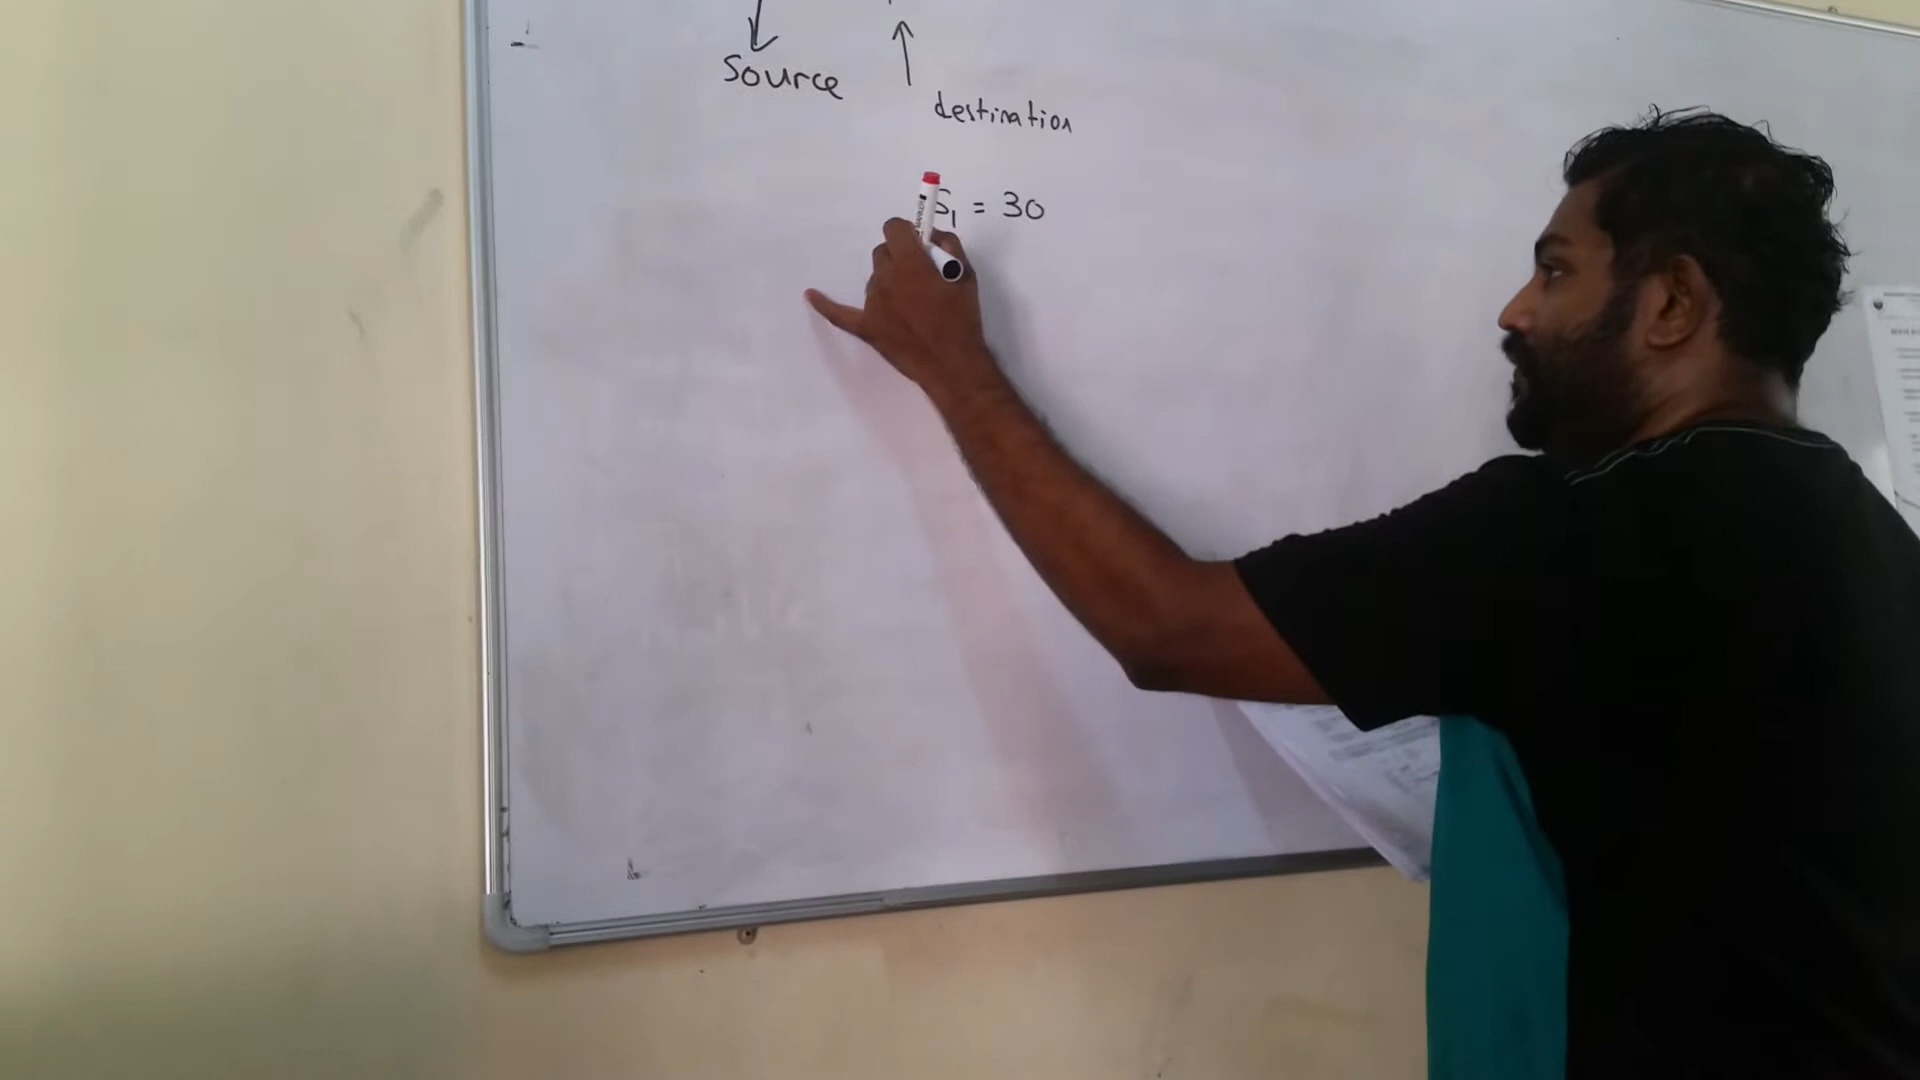 Source
destination
S₁ = 30